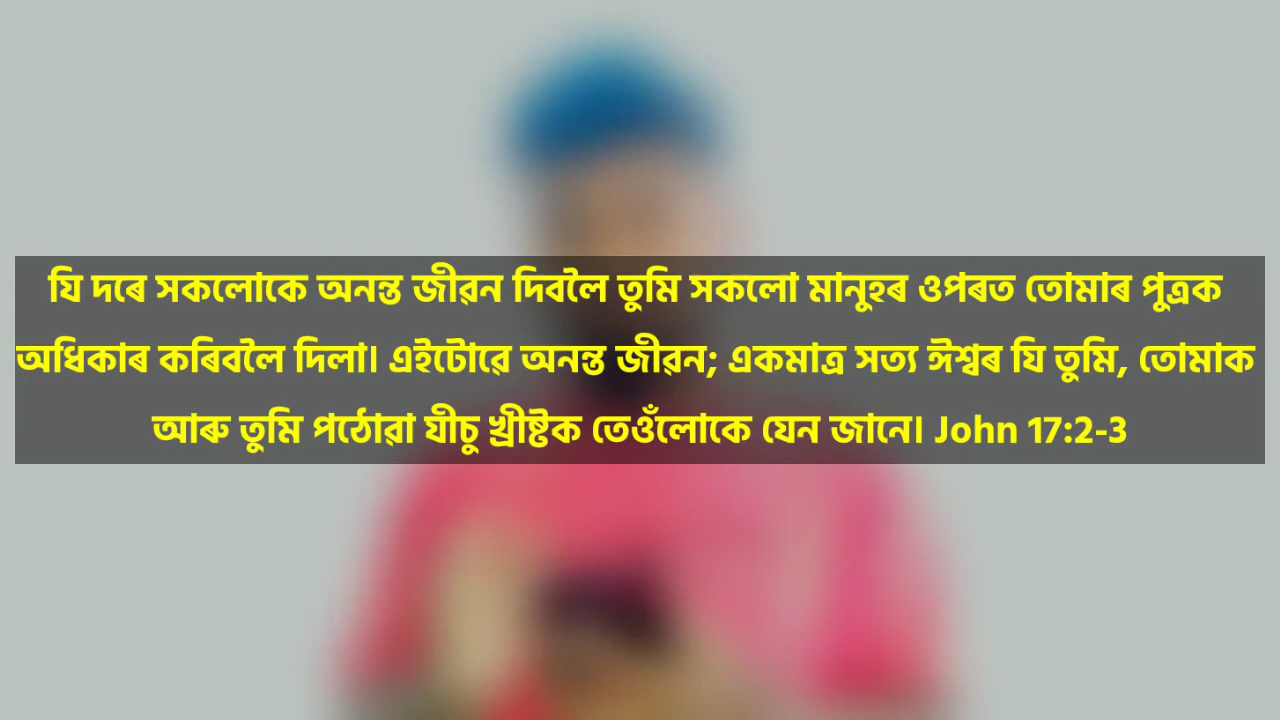 যি দৰে সকলোকে অনন্ত জীৱন দিবলৈ তুমি সকলো মানুহৰ ওপৰত তোমাৰ পুত্ৰক
অধিকাৰ কৰিবলৈ দিলা। এইটোৱে অনন্ত জীৱন; একমাত্ৰ সত্য ঈশ্বৰ যি তুমি, তোমাক
আৰু তুমি পঠোৱা যীচু খ্ৰীষ্টক তেওঁলোকে যেন জানে। John 17:2-3